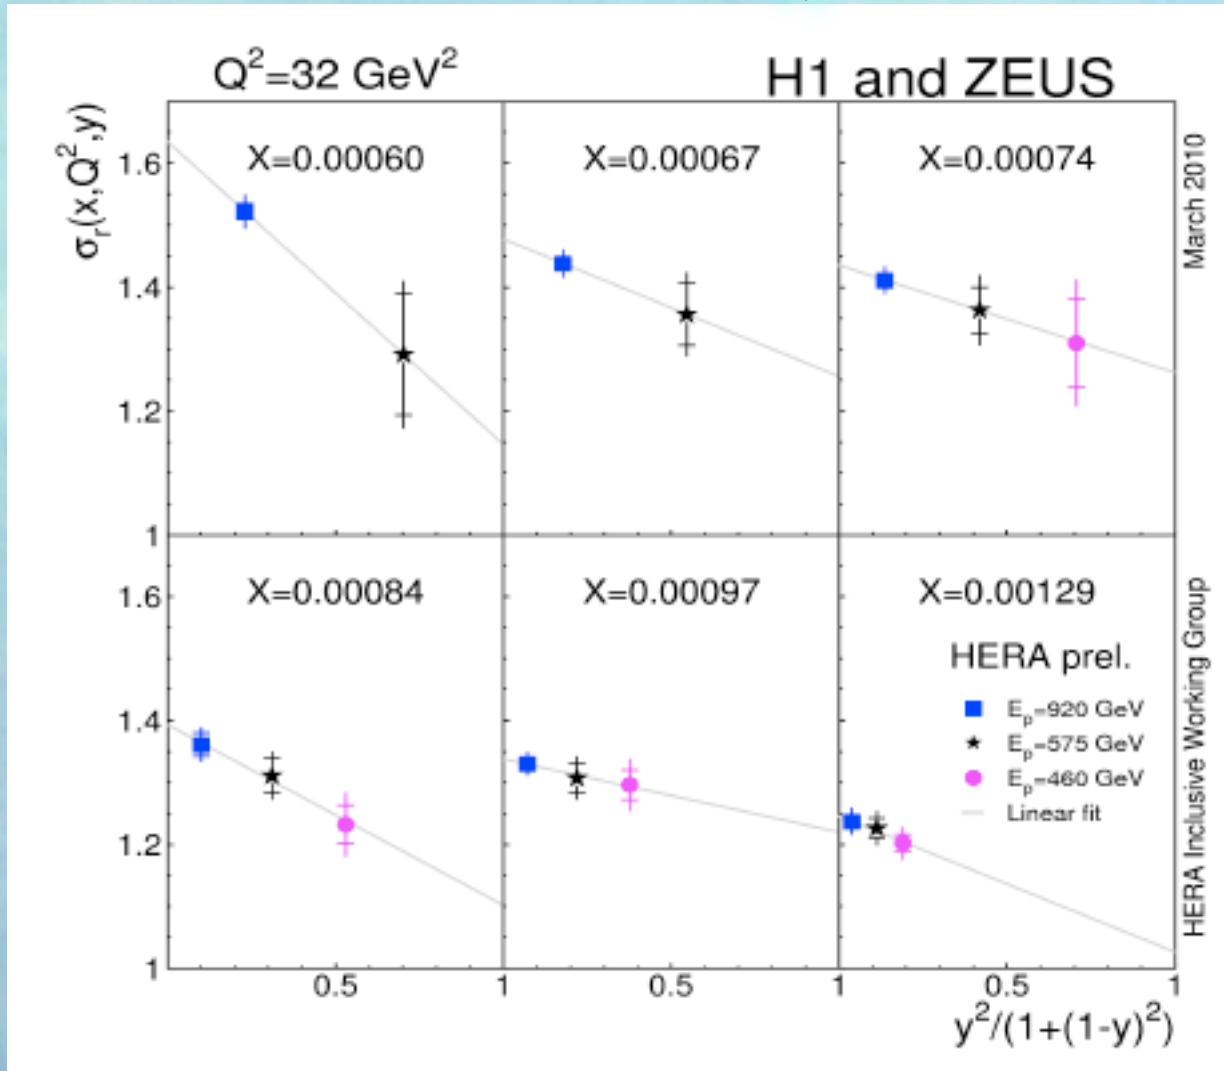 Q²=32 GeV²
H1 and ZEUS
σr(x,Q²,y)
March 2010
X=0.00060
X=0.00067
X=0.00074
1.6
1.4
1.2
1
X=0.00084
X=0.00097
X=0.00129
HERA prel.
Ep=920 GeV
Ep=575 GeV
Ep=460 GeV
Linear fit
HERA Inclusive Working Group
1.6
1.4
1.2
1
0.5
1
0.5
1
0.5
1
y²/(1+(1-y)²)